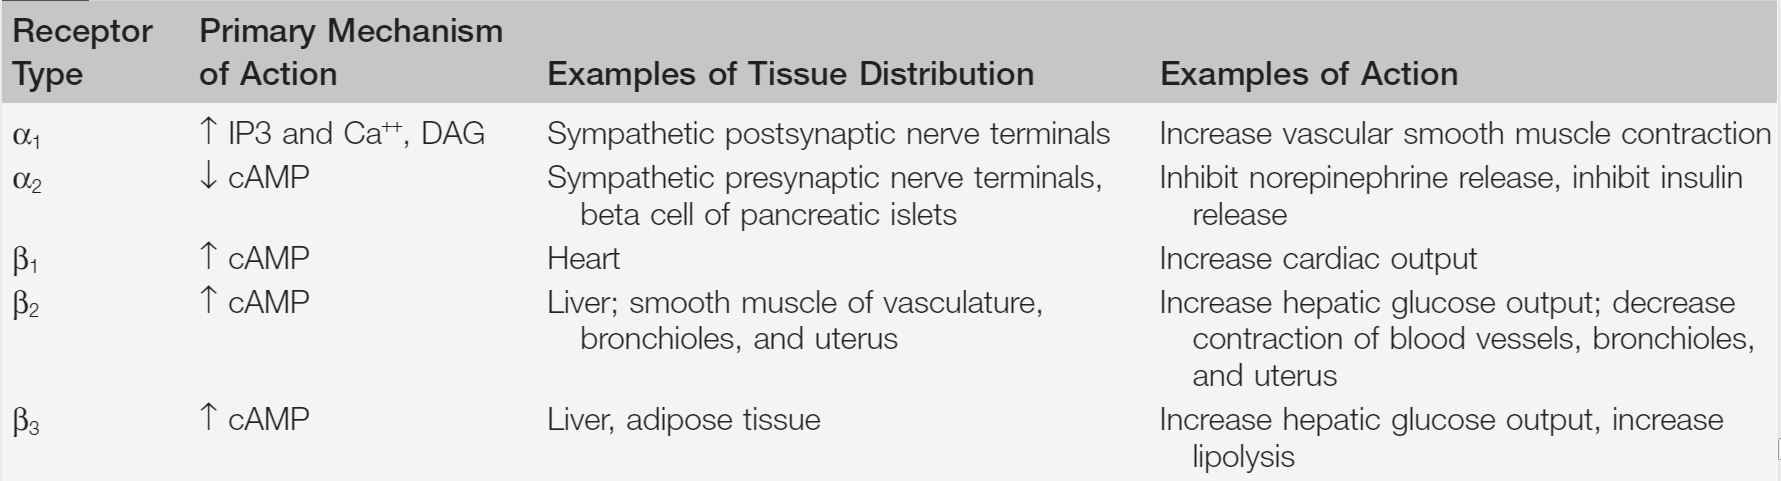 Receptor Type Primary Mechanism of Action Examples of Tissue Distribution Examples of Action
α1 ↑ IP3 and Ca++, DAG Sympathetic postsynaptic nerve terminals Increase vascular smooth muscle contraction
α2 ↓ cAMP Sympathetic presynaptic nerve terminals, Inhibit norepinephrine release, inhibit insulin
beta cell of pancreatic islets release
β1 ↑ cAMP Heart Increase cardiac output
β2 ↑ cAMP Liver; smooth muscle of vasculature, Increase hepatic glucose output; decrease
bronchioles, and uterus contraction of blood vessels, bronchioles,
and uterus
β3 ↑ cAMP Liver, adipose tissue Increase hepatic glucose output, increase
lipolysis